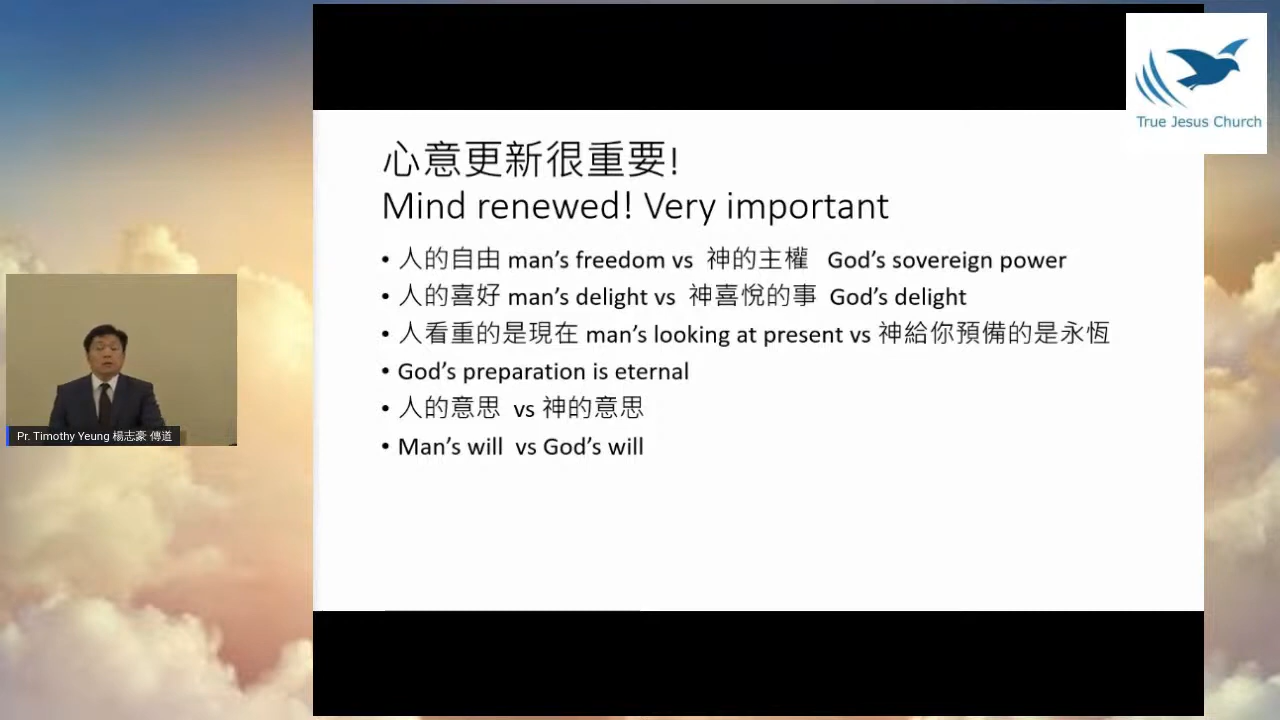 True Jesus Church
心意更新很重要!
Mind renewed! Very important
• 人的自由 man's freedom vs 神的主權 God's sovereign power
• 人的喜好 man's delight vs 神喜悅的事 God's delight
• 人看重的是現在 man's looking at present vs 神給你預備的是永恆
• God's preparation is eternal
• 人的意思 vs 神的意思
• Man's will vs God's will
Pr. Timothy Yeung 楊志豪 傳道